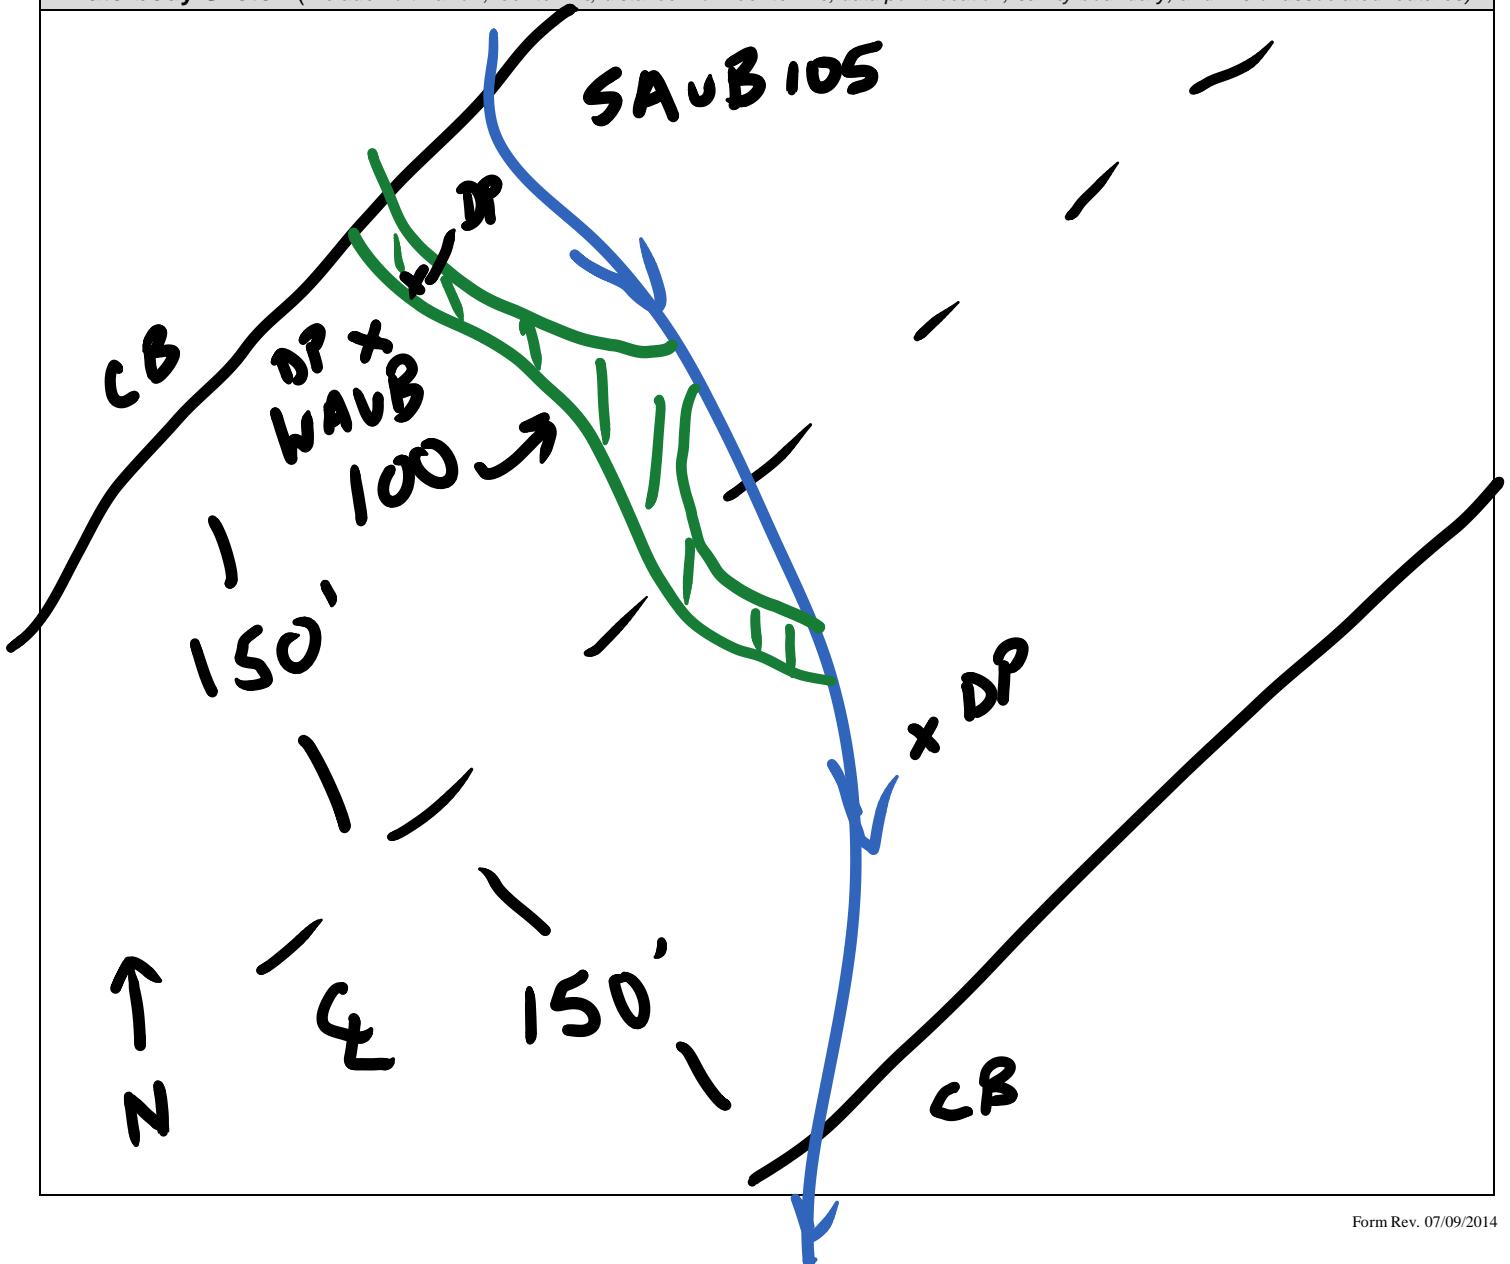 SAUB105
DP
CB
DP x
WAUB
100
150'
x DP
150'
℄
N
CB
Form Rev. 07/09/2014